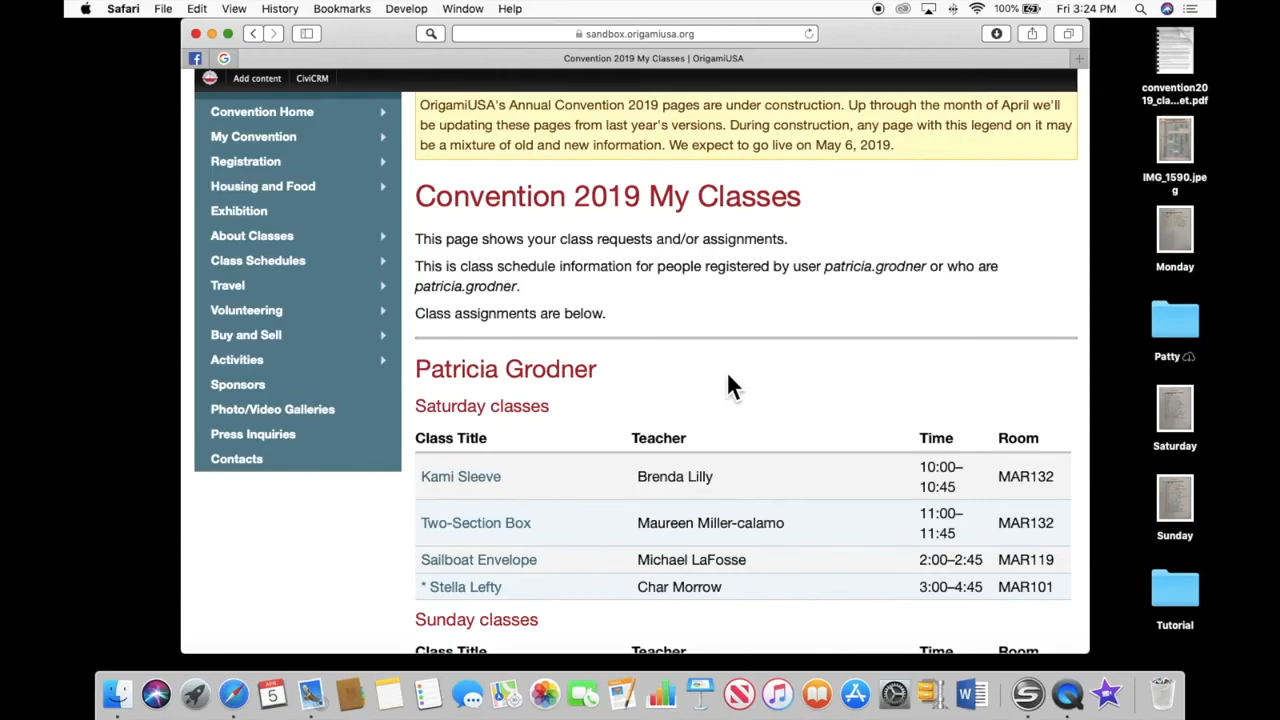 Safari File Edit View History Bookmarks Develop Window Help 100% Fri 3:24 PM
sandbox.origamiusa.org
Convention 2019 My Classes | OrigamiUSA
Add content CiviCRM
Convention Home
My Convention
Registration
Housing and Food
Exhibition
About Classes
Class Schedules
Travel
Volunteering
Buy and Sell
Activities
Sponsors
Photo/Video Galleries
Press Inquiries
Contacts
OrigamiUSA's Annual Convention 2019 pages are under construction. Up through the month of April we'll
be updating these pages from last year's versions. During construction, any page with this legend on it may
be a mixture of old and new information. We expect to go live on May 6, 2019.
Convention 2019 My Classes
This page shows your class requests and/or assignments.
This is class schedule information for people registered by user patricia.grodner or who are
patricia.grodner.
Class assignments are below.
Patricia Grodner
Saturday classes
Class Title Teacher Time Room
Kami Sleeve Brenda Lilly 10:00–
10:45 MAR132
Two-Section Box Maureen Miller-calamo 11:00–
11:45 MAR132
Sailboat Envelope Michael LaFosse 2:00–2:45 MAR119
* Stella Lefty Char Morrow 3:00–4:45 MAR101
Sunday classes
Class Title Teacher Time Room
convention20
19_cla...et.pdf
IMG_1590.jpe
g
Monday
Patty
Saturday
Sunday
Tutorial
APR
5